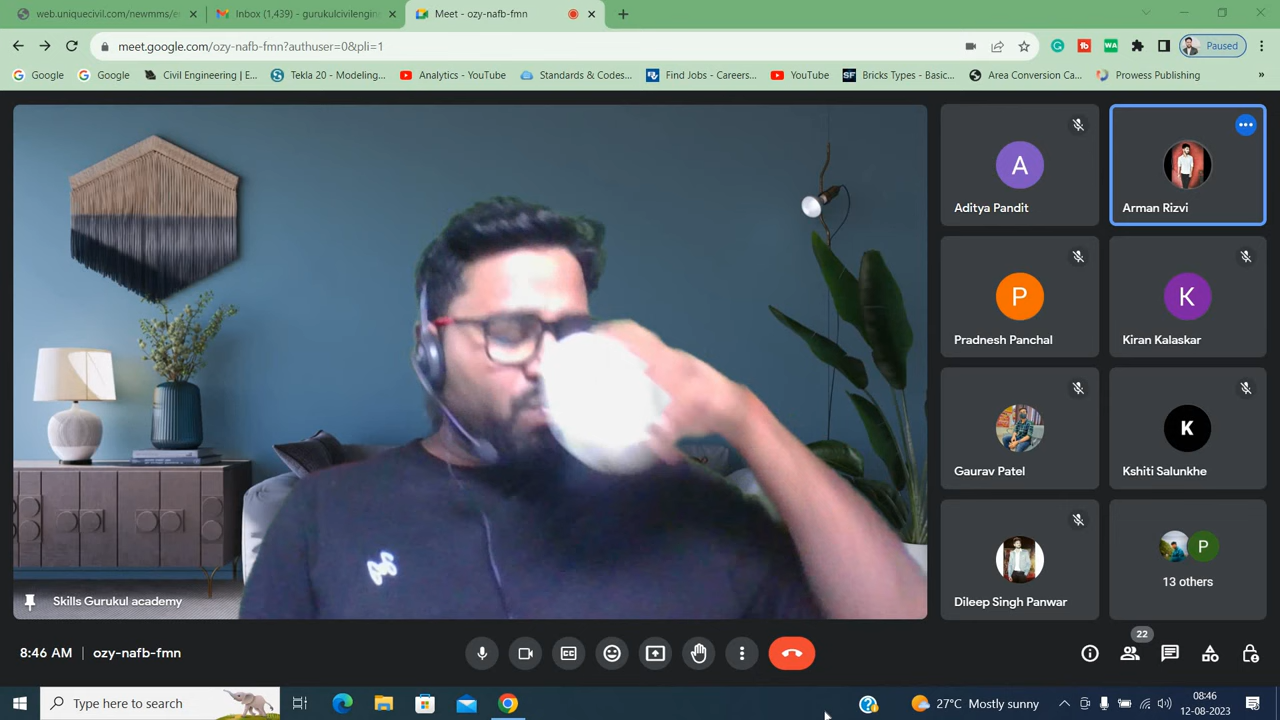 web.uniquecivil.com/newmms/e
Inbox (1,439) - gurukulcivilengin
Meet - ozy-nafb-fmn
meet.google.com/ozy-nafb-fmn?authuser=0&pli=1
Paused
Google
Google
Civil Engineering | E...
Tekla 20 - Modeling...
Analytics - YouTube
Standards & Codes...
Find Jobs - Careers...
YouTube
SF
Bricks Types - Basic...
Area Conversion Ca...
Prowess Publishing
»
A
Aditya Pandit
Arman Rizvi
P
Pradnesh Panchal
K
Kiran Kalaskar
Gaurav Patel
K
Kshiti Salunkhe
Dileep Singh Panwar
P
13 others
Skills Gurukul academy
8:46 AM | ozy-nafb-fmn
22
Type here to search
27°C Mostly sunny
08:46
12-08-2023